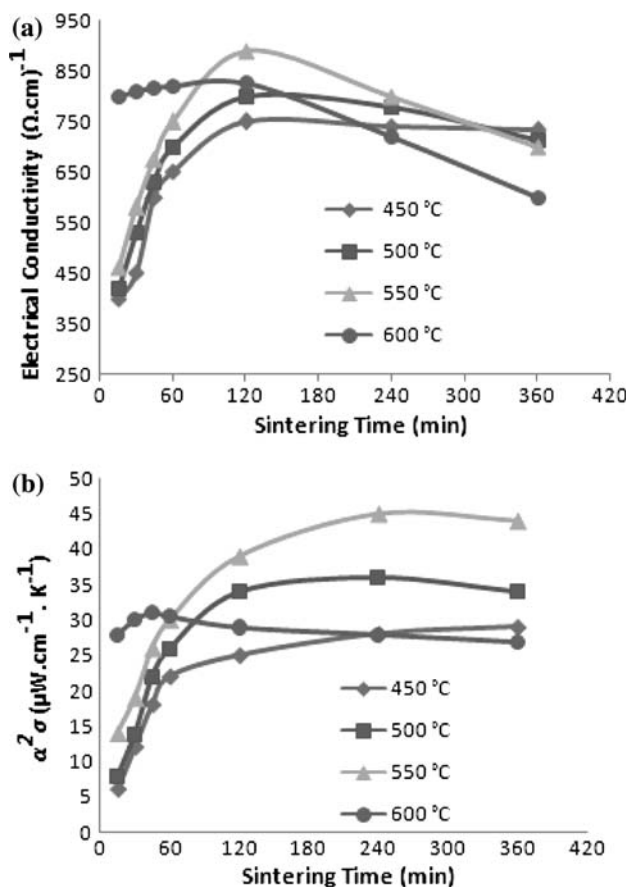 (a)
Electrical Conductivity (Ω.cm)⁻¹
950
850
750
650
550
450
350
250
0 60 120 180 240 300 360 420
Sintering Time (min)
450 °C
500 °C
550 °C
600 °C
(b)
α² σ (µW.cm⁻¹. K⁻¹)
50
45
40
35
30
25
20
15
10
5
0
0 60 120 180 240 300 360 420
Sintering Time (min)
450 °C
500 °C
550 °C
600 °C